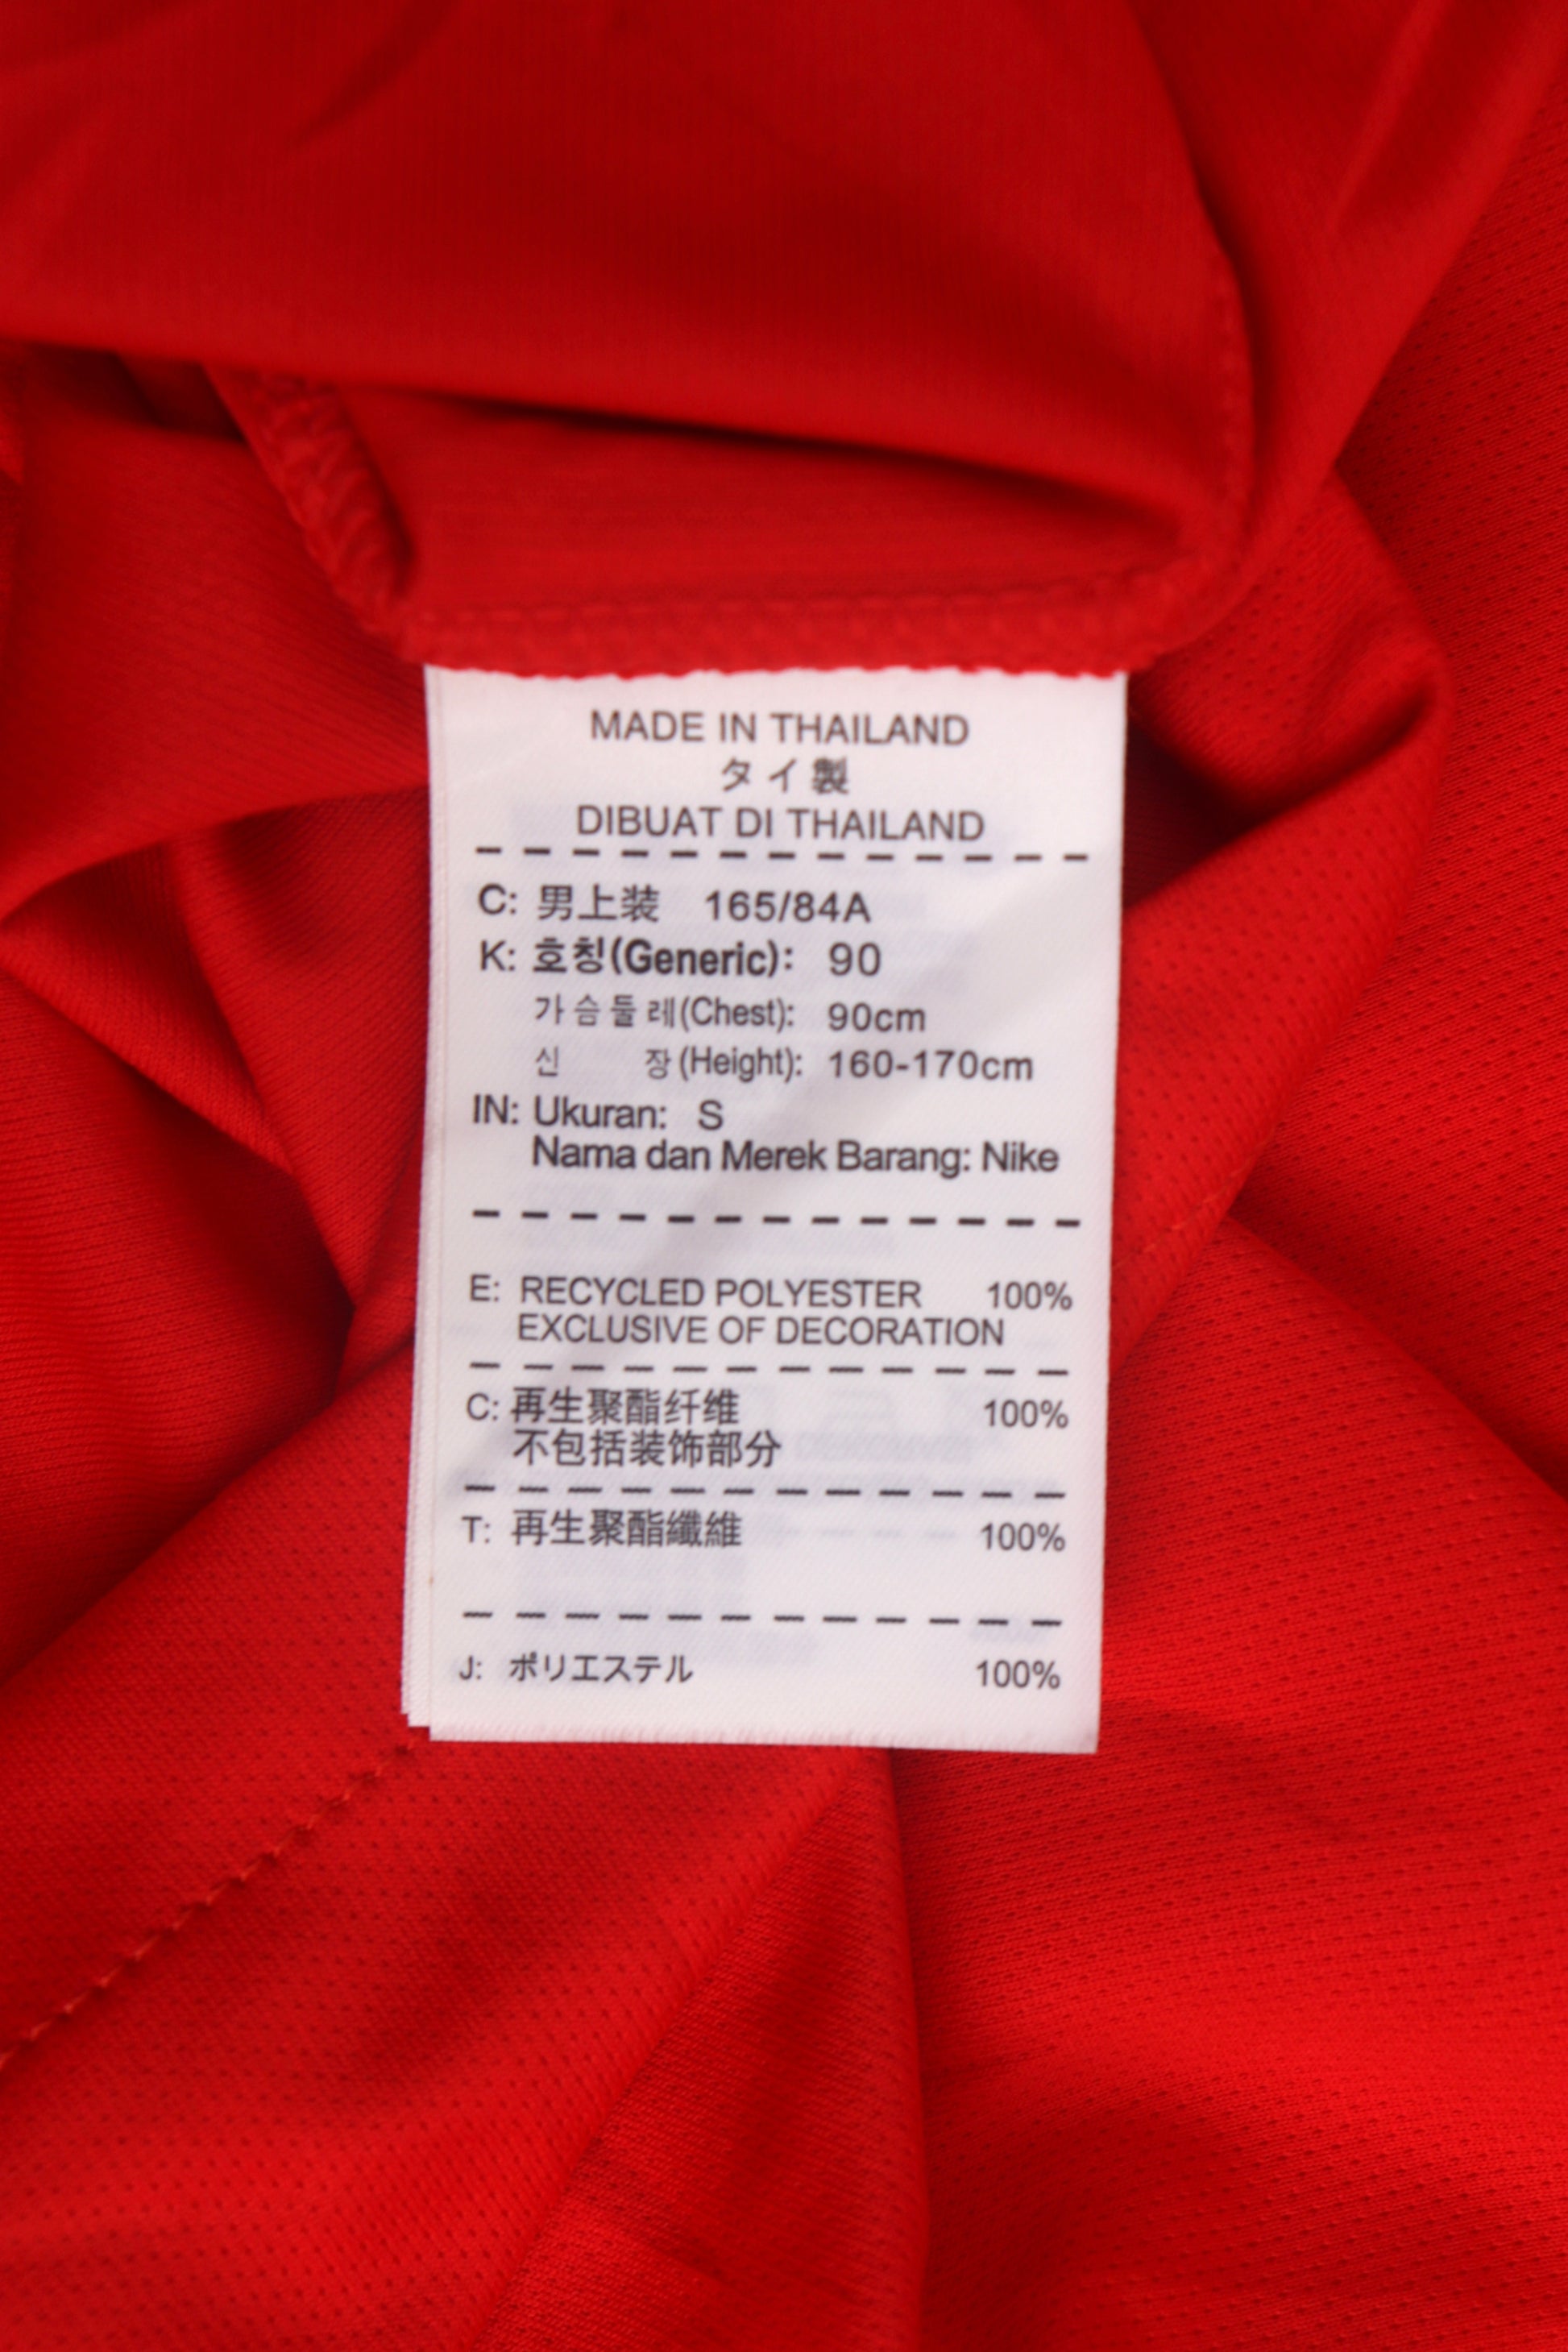 MADE IN THAILAND
タイ製
DIBUAT DI THAILAND
C: 男上装 165/84A
K: 호칭(Generic): 90
가슴둘레(Chest): 90cm
신 장(Height): 160-170cm
IN: Ukuran: S
Nama dan Merek Barang: Nike
E: RECYCLED POLYESTER 100%
EXCLUSIVE OF DECORATION
C: 再生聚酯纤维 100%
不包括装饰部分
T: 再生聚酯纖維 100%
J: ポリエステル 100%